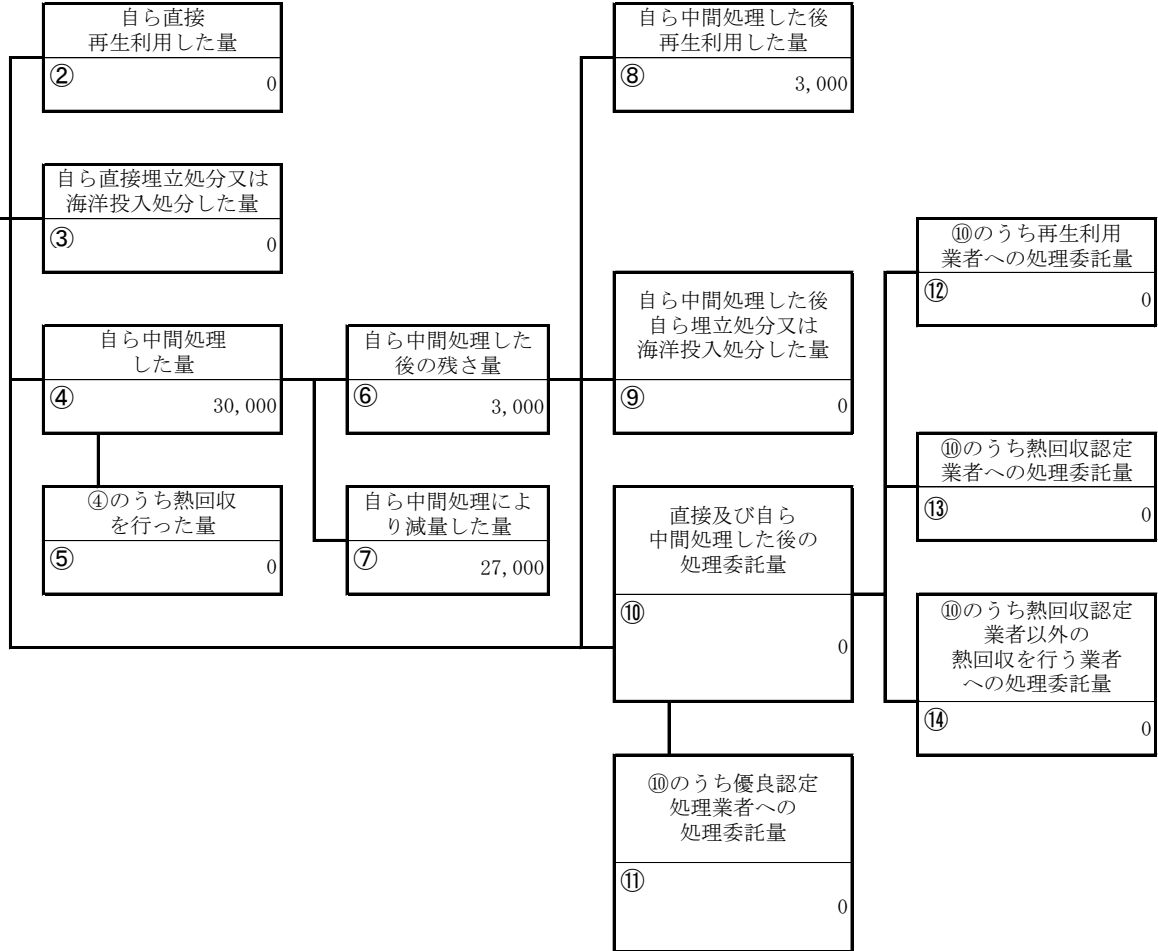 自ら直接
再生利用した量
② 0
自ら直接埋立処分又は
海洋投入処分した量
③ 0
自ら中間処理
した量
④ 30,000
④のうち熱回収
を行った量
⑤ 0
自ら中間処理した
後の残さ量
⑥ 3,000
自ら中間処理によ
り減量した量
⑦ 27,000
自ら中間処理した後
再生利用した量
⑧ 3,000
自ら中間処理した後
自ら埋立処分又は
海洋投入処分した量
⑨ 0
直接及び自ら
中間処理した後の
処理委託量
⑩ 0
⑩のうち優良認定
処理業者への
処理委託量
⑪ 0
⑩のうち再生利用
業者への処理委託量
⑫ 0
⑩のうち熱回収認定
業者への処理委託量
⑬ 0
⑩のうち熱回収認定
業者以外の
熱回収を行う業者
への処理委託量
⑭ 0